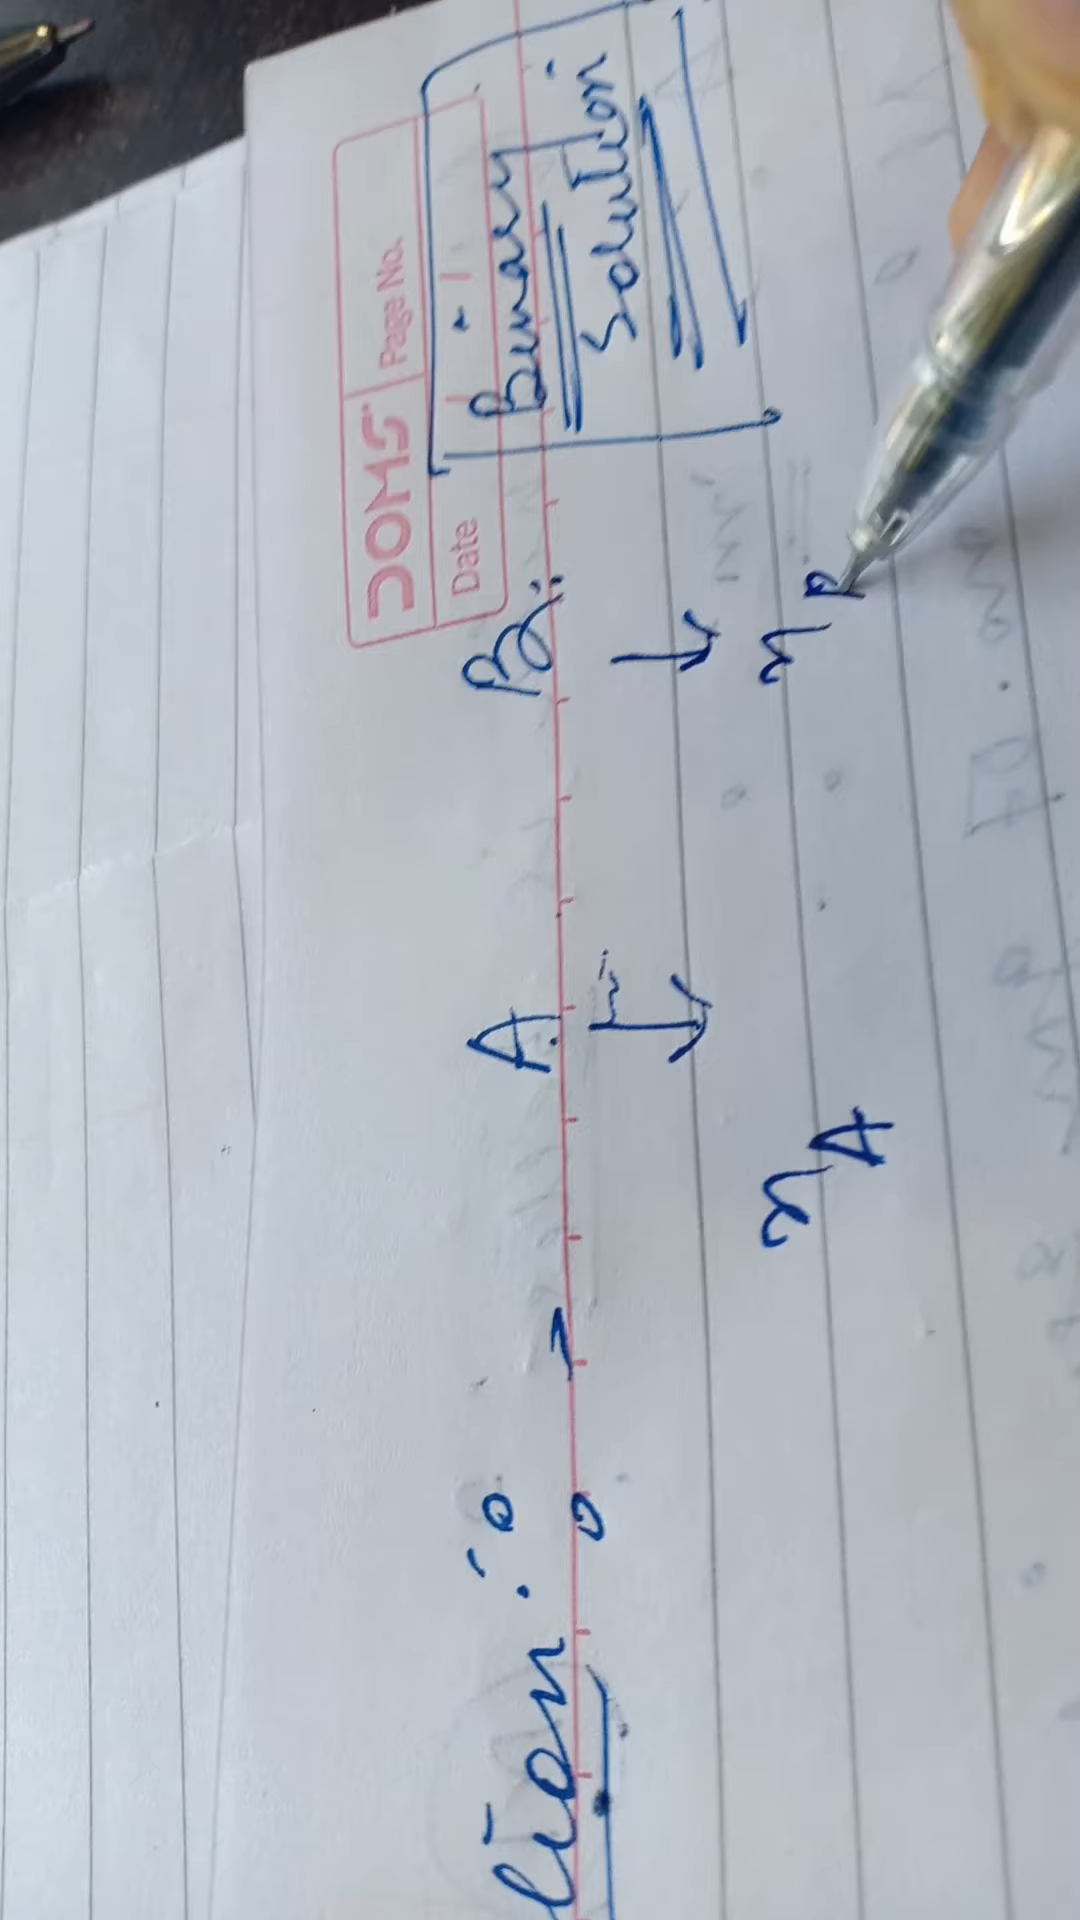 DOMS Page No.
Date / /
Binary
Solution
tion :
A B
n_A n_B